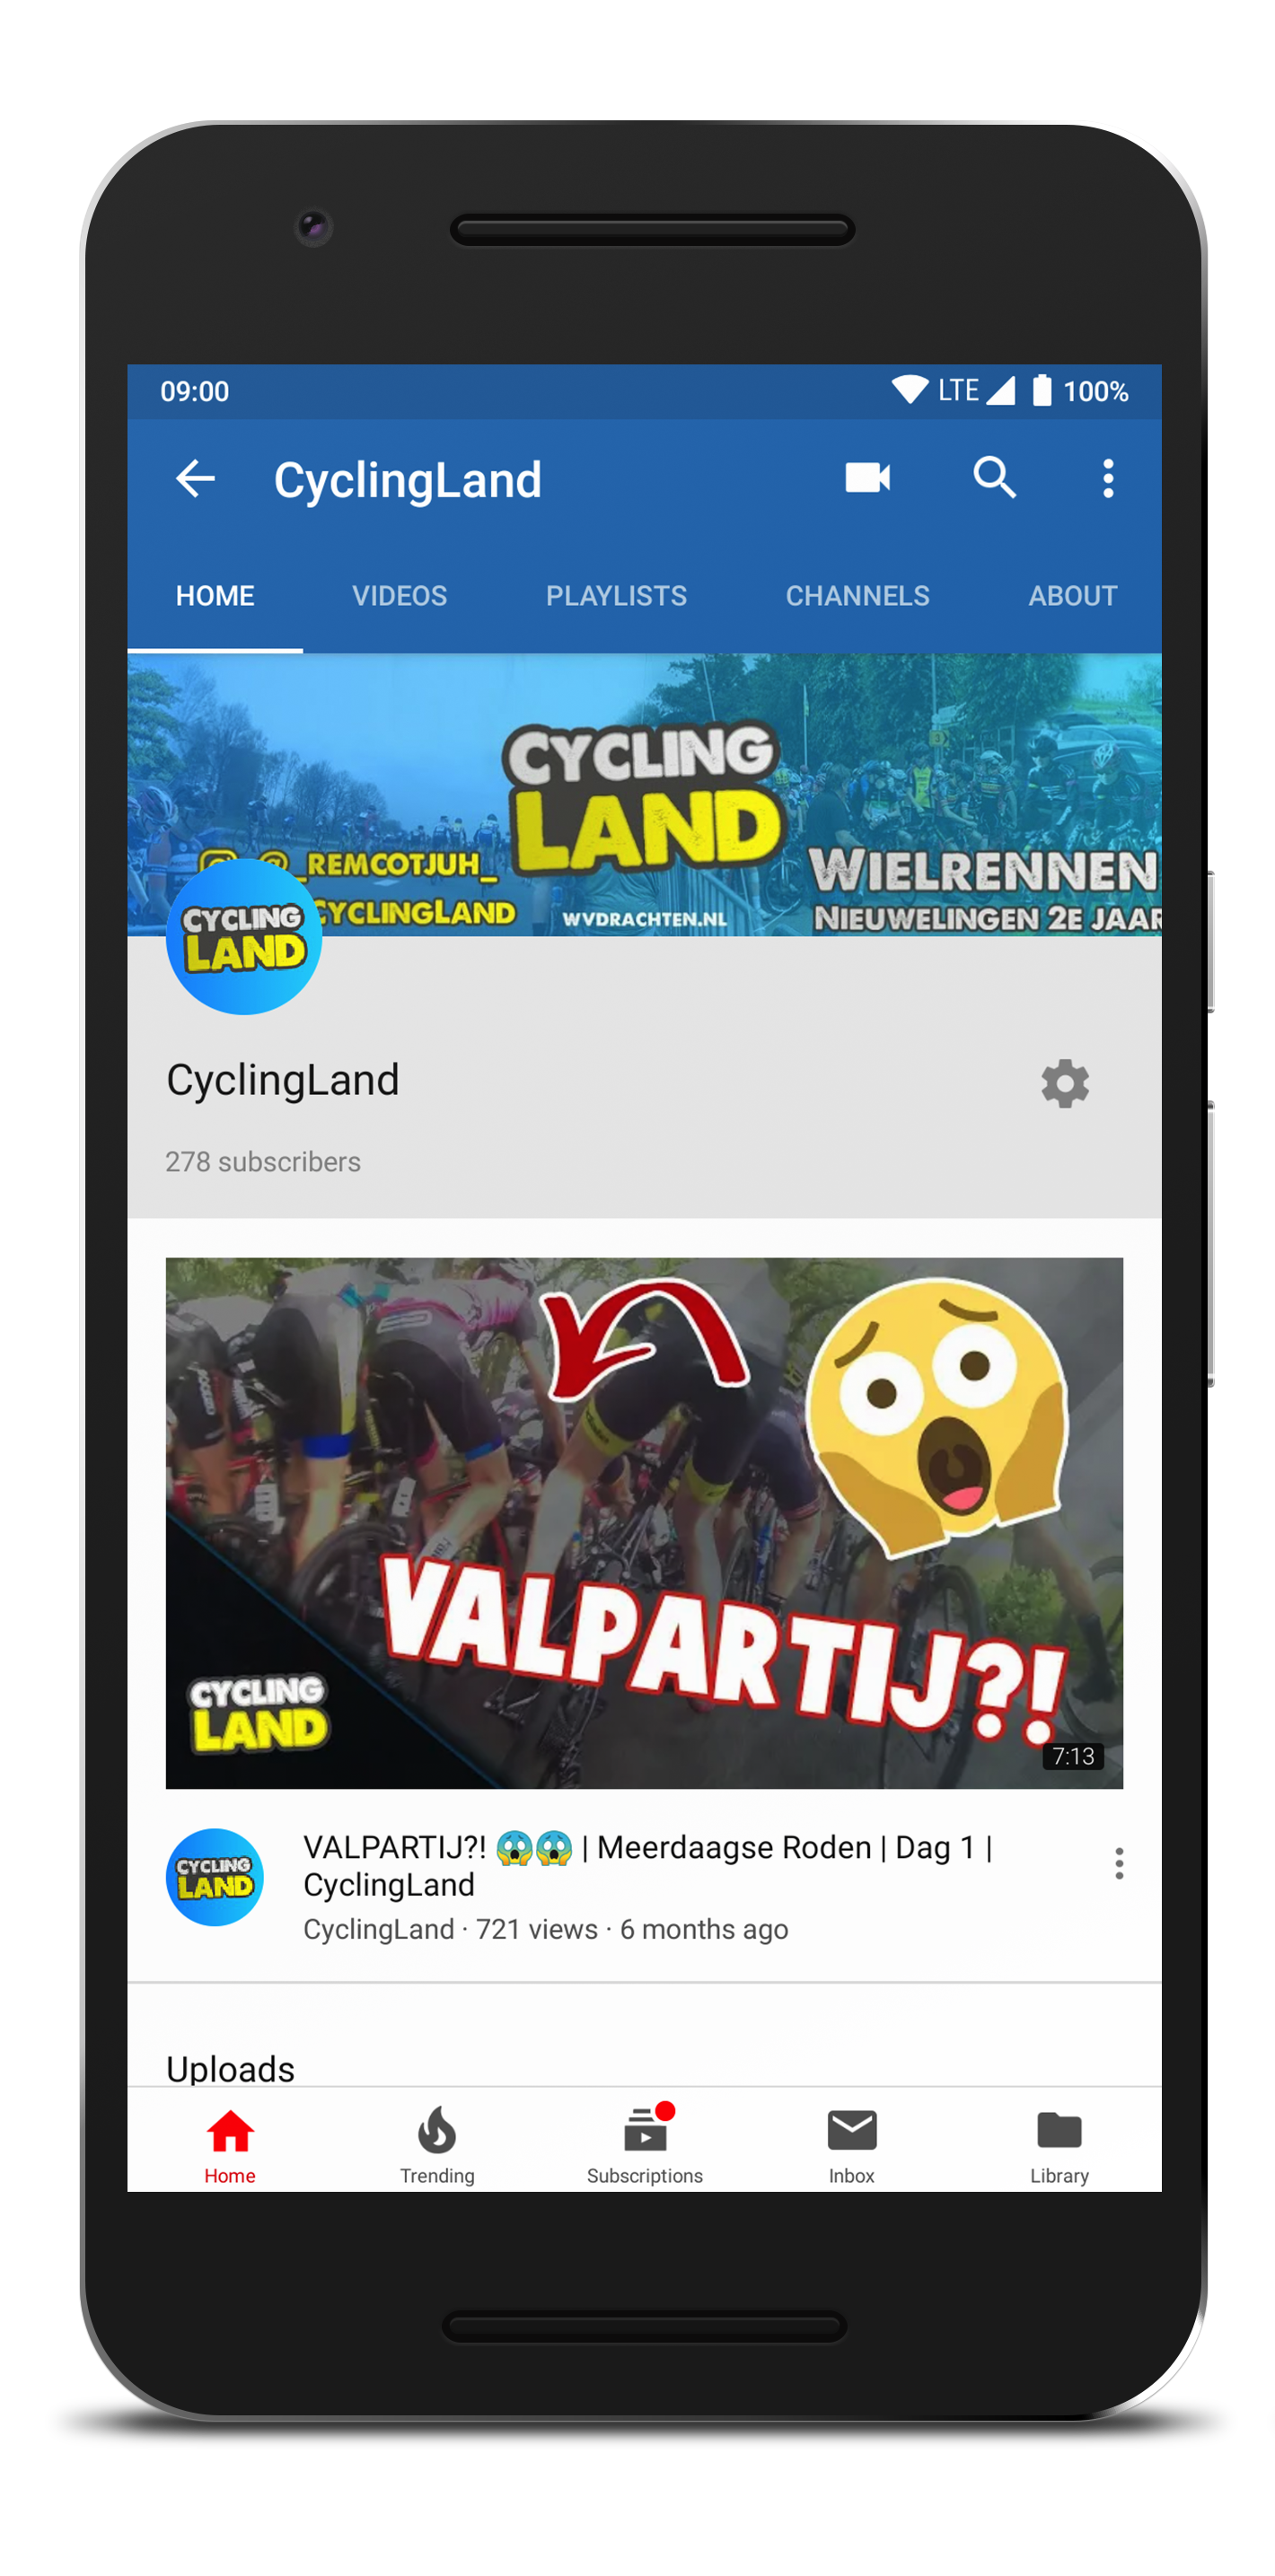 09:00 LTE 100%
CyclingLand
HOME VIDEOS PLAYLISTS CHANNELS ABOUT
CYCLING
LAND
@_REMCOTJUH_
CYCLINGLAND
WVDRACHTEN.NL
WIELRENNEN
NIEUWELINGEN 2E JAAR
CYCLING
LAND
CyclingLand
278 subscribers
VALPARTIJ?!
CYCLING
LAND
7:13
CYCLING
LAND
VALPARTIJ?! 😱😱 | Meerdaagse Roden | Dag 1 |
CyclingLand
CyclingLand · 721 views · 6 months ago
Uploads
Home Trending Subscriptions Inbox Library